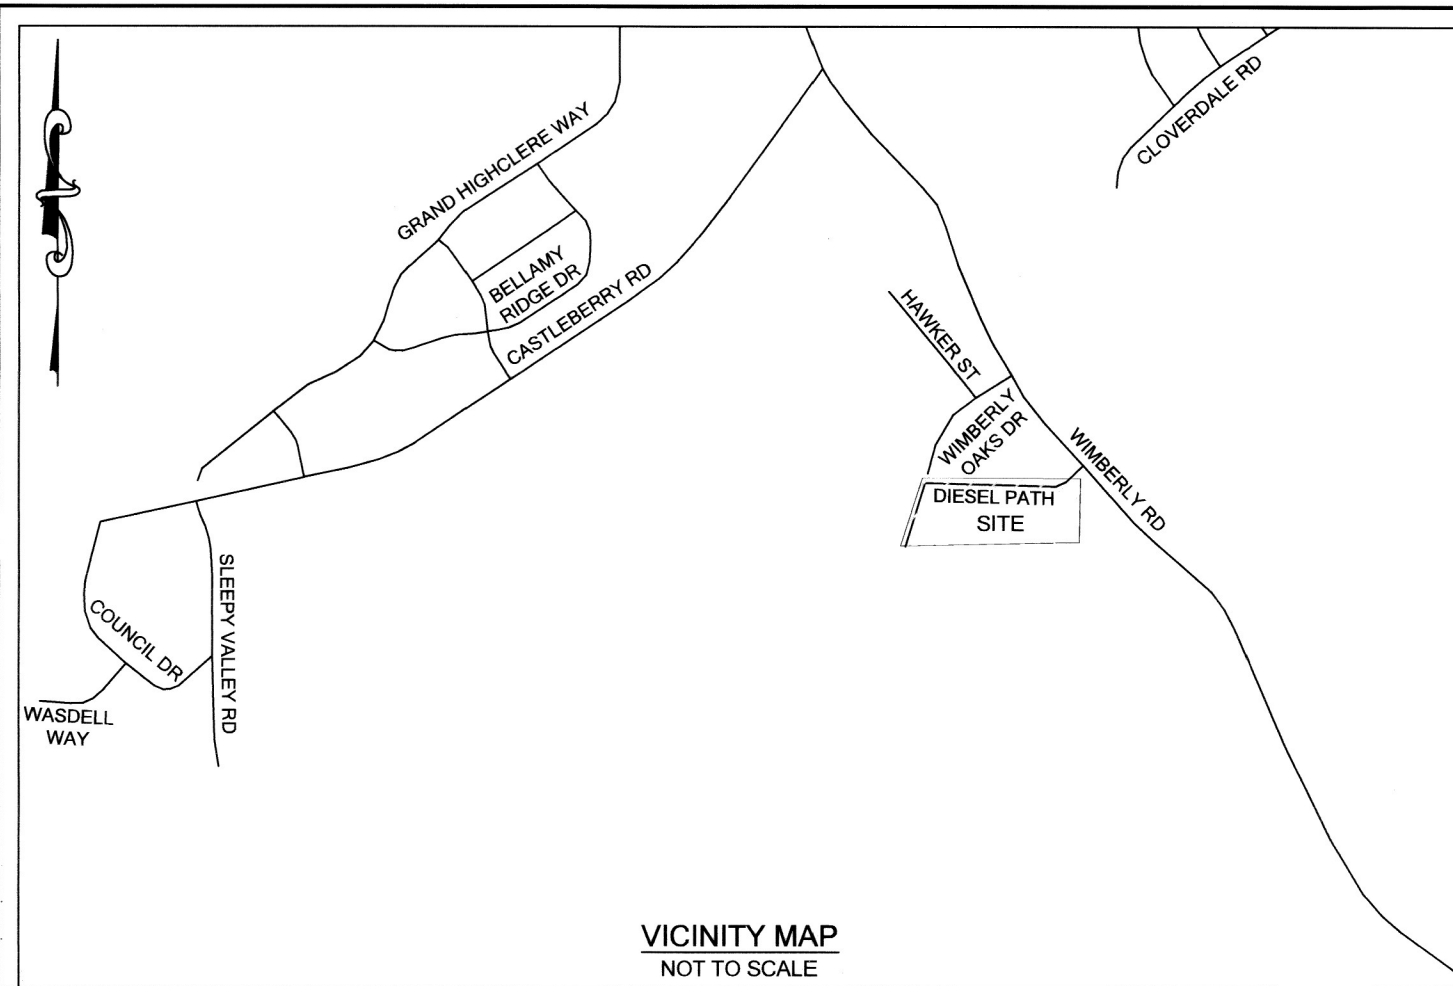 CLOVERDALE RD
GRAND HIGHCLERE WAY
BELLAMY
RIDGE DR
CASTLEBERRY RD
HAWKER ST
WIMBERLY
OAKS DR
WIMBERLY RD
DIESEL PATH
SITE
SLEEPY VALLEY RD
COUNCIL DR
WASDELL
WAY
VICINITY MAP
NOT TO SCALE